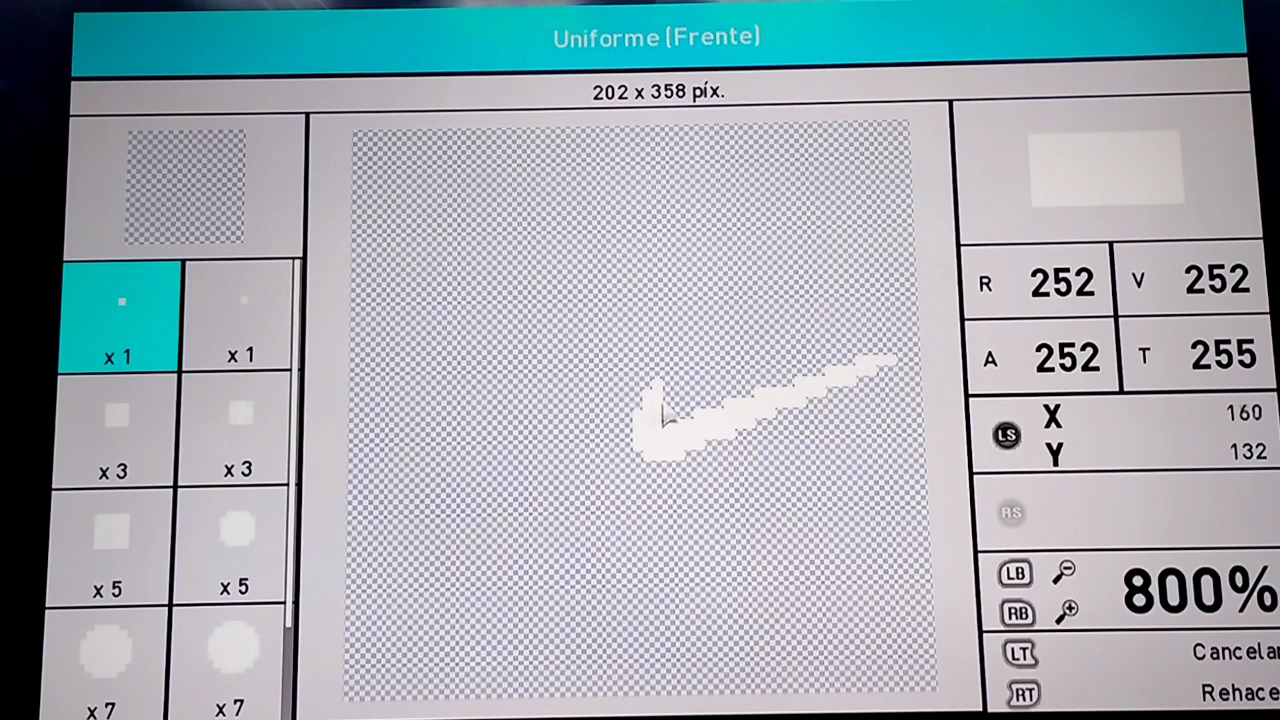 Uniforme (Frente)
202 x 358 píx.
x 1
x 1
x 3
x 3
x 5
x 5
x 7
x 7
R 252
V 252
A 252
T 255
LS
X 160
Y 132
RS
LB
RB
800%
LT Cancelar
RT Rehace